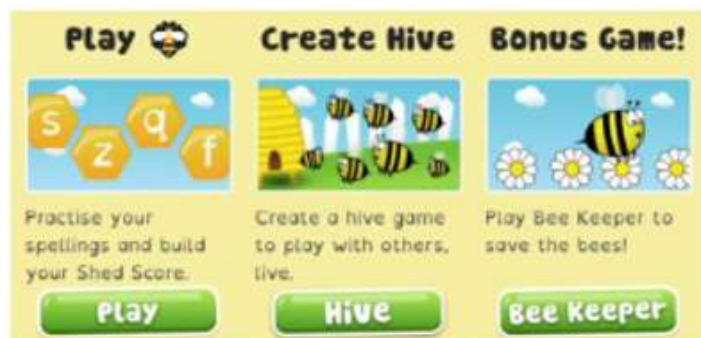 Play
Create Hive
Bonus Game!
s z q f
Practise your
spellings and build
your Shed Score.
Play
Create a hive game
to play with others,
live.
Hive
Play Bee Keeper to
save the bees!
Bee Keeper